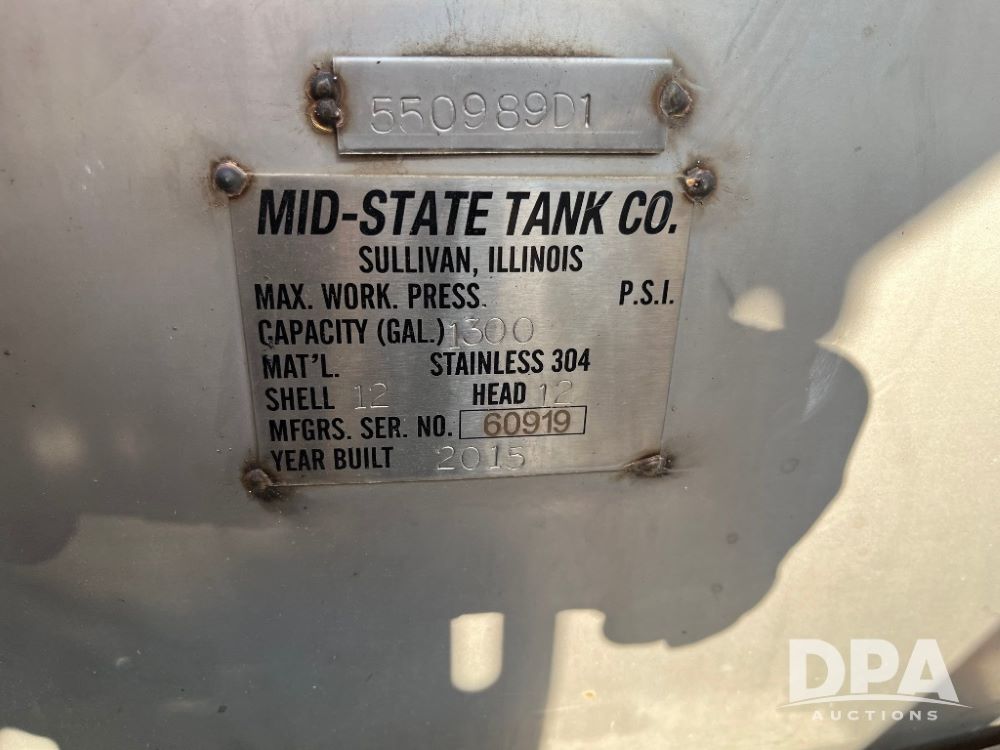 550989D1
MID-STATE TANK CO.
SULLIVAN, ILLINOIS
MAX. WORK. PRESS. P.S.I.
CAPACITY (GAL.) 1300
MAT'L. STAINLESS 304
SHELL 12 HEAD 12
MFGRS. SER. NO. 60919
YEAR BUILT 2015
DPA
AUCTIONS